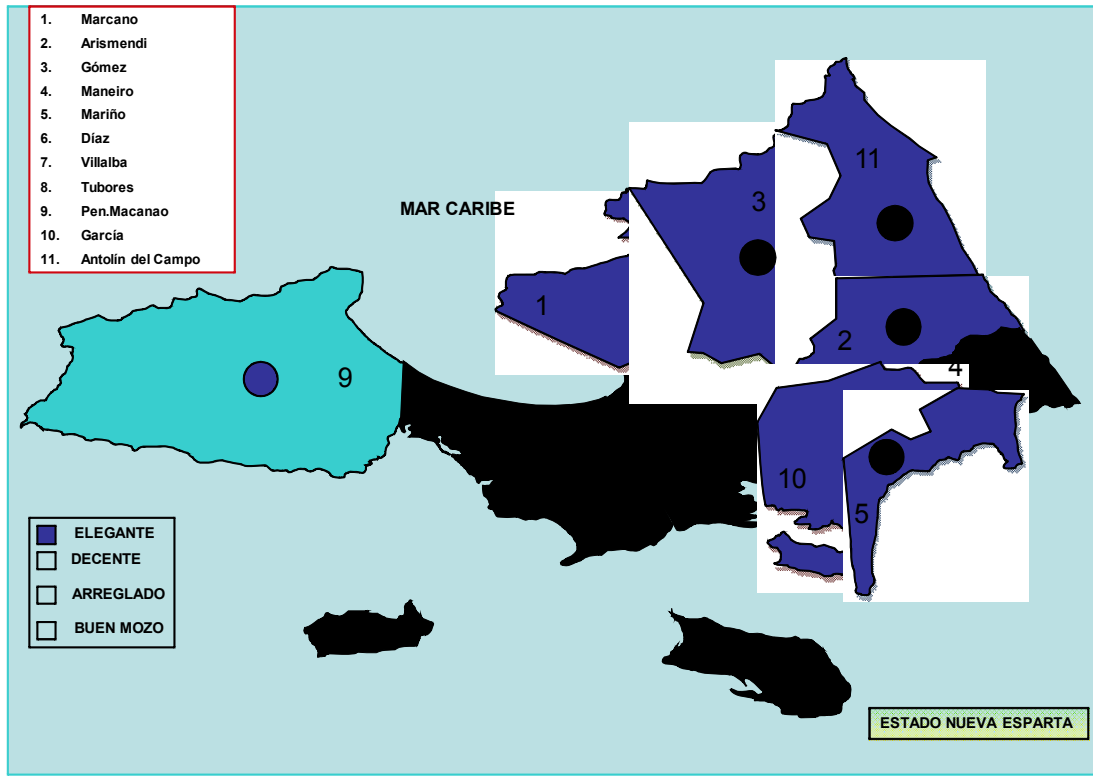 1. Marcano
2. Arismendi
3. Gómez
4. Maneiro
5. Mariño
6. Díaz
7. Villalba
8. Tubores
9. Pen.Macanao
10. García
11. Antolín del Campo
MAR CARIBE
11
3
1
2
4
9
10
5
ELEGANTE
DECENTE
ARREGLADO
BUEN MOZO
ESTADO NUEVA ESPARTA